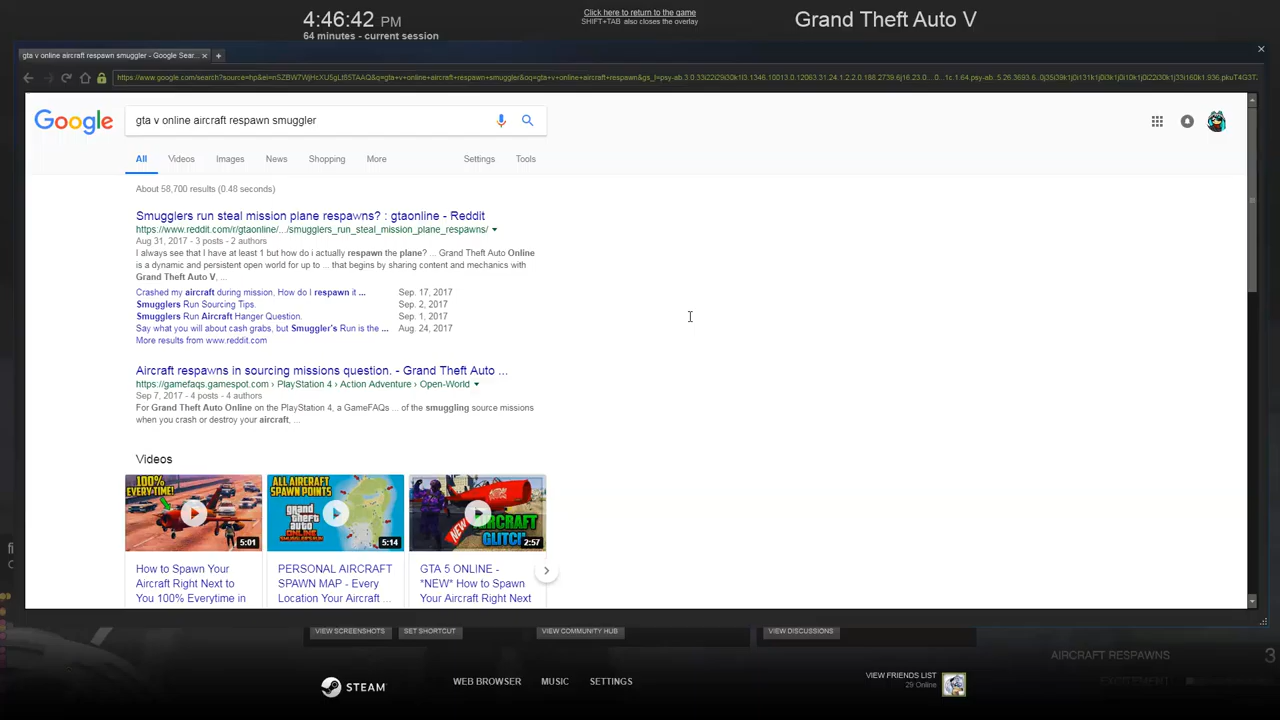 4:46:42 PM
64 minutes - current session
Click here to return to the game
SHIFT+TAB also closes the overlay
Grand Theft Auto V
gta v online aircraft respawn smuggler - Google Sear...
Google
gta v online aircraft respawn smuggler
All Videos Images News Shopping More Settings Tools
About 58,700 results (0.48 seconds)
Smugglers run steal mission plane respawns? : gtaonline - Reddit
https://www.reddit.com/r/gtaonline/.../smugglers_run_steal_mission_plane_respawns/
Aug 31, 2017 - 3 posts - 2 authors
I always see that I have at least 1 but how do i actually respawn the plane? ... Grand Theft Auto Online
is a dynamic and persistent open world for up to ... that begins by sharing content and mechanics with
Grand Theft Auto V, ...
Crashed my aircraft during mission. How do I respawn it ... Sep. 17, 2017
Smugglers Run Sourcing Tips. Sep. 2, 2017
Smugglers Run Aircraft Hanger Question. Sep. 1, 2017
Say what you will about cash grabs, but Smuggler's Run is the ... Aug. 24, 2017
More results from www.reddit.com
Aircraft respawns in sourcing missions question. - Grand Theft Auto ...
https://gamefaqs.gamespot.com › PlayStation 4 › Action Adventure › Open-World
Sep 7, 2017 - 4 posts - 4 authors
For Grand Theft Auto Online on the PlayStation 4, a GameFAQs ... of the smuggling source missions
when you crash or destroy your aircraft, ...
Videos
100% EVERY TIME!
5:01
ALL AIRCRAFT SPAWN POINTS
grand theft auto ONLINE
5:14
NEW AIRCRAFT GLITCH
2:57
How to Spawn Your
Aircraft Right Next to
You 100% Everytime in
PERSONAL AIRCRAFT
SPAWN MAP - Every
Location Your Aircraft ...
GTA 5 ONLINE -
*NEW* How to Spawn
Your Aircraft Right Next
VIEW SCREENSHOTS SET SHORTCUT VIEW COMMUNITY HUB VIEW DISCUSSIONS
AIRCRAFT RESPAWNS 3
STEAM
WEB BROWSER MUSIC SETTINGS
VIEW FRIENDS LIST
29 Online